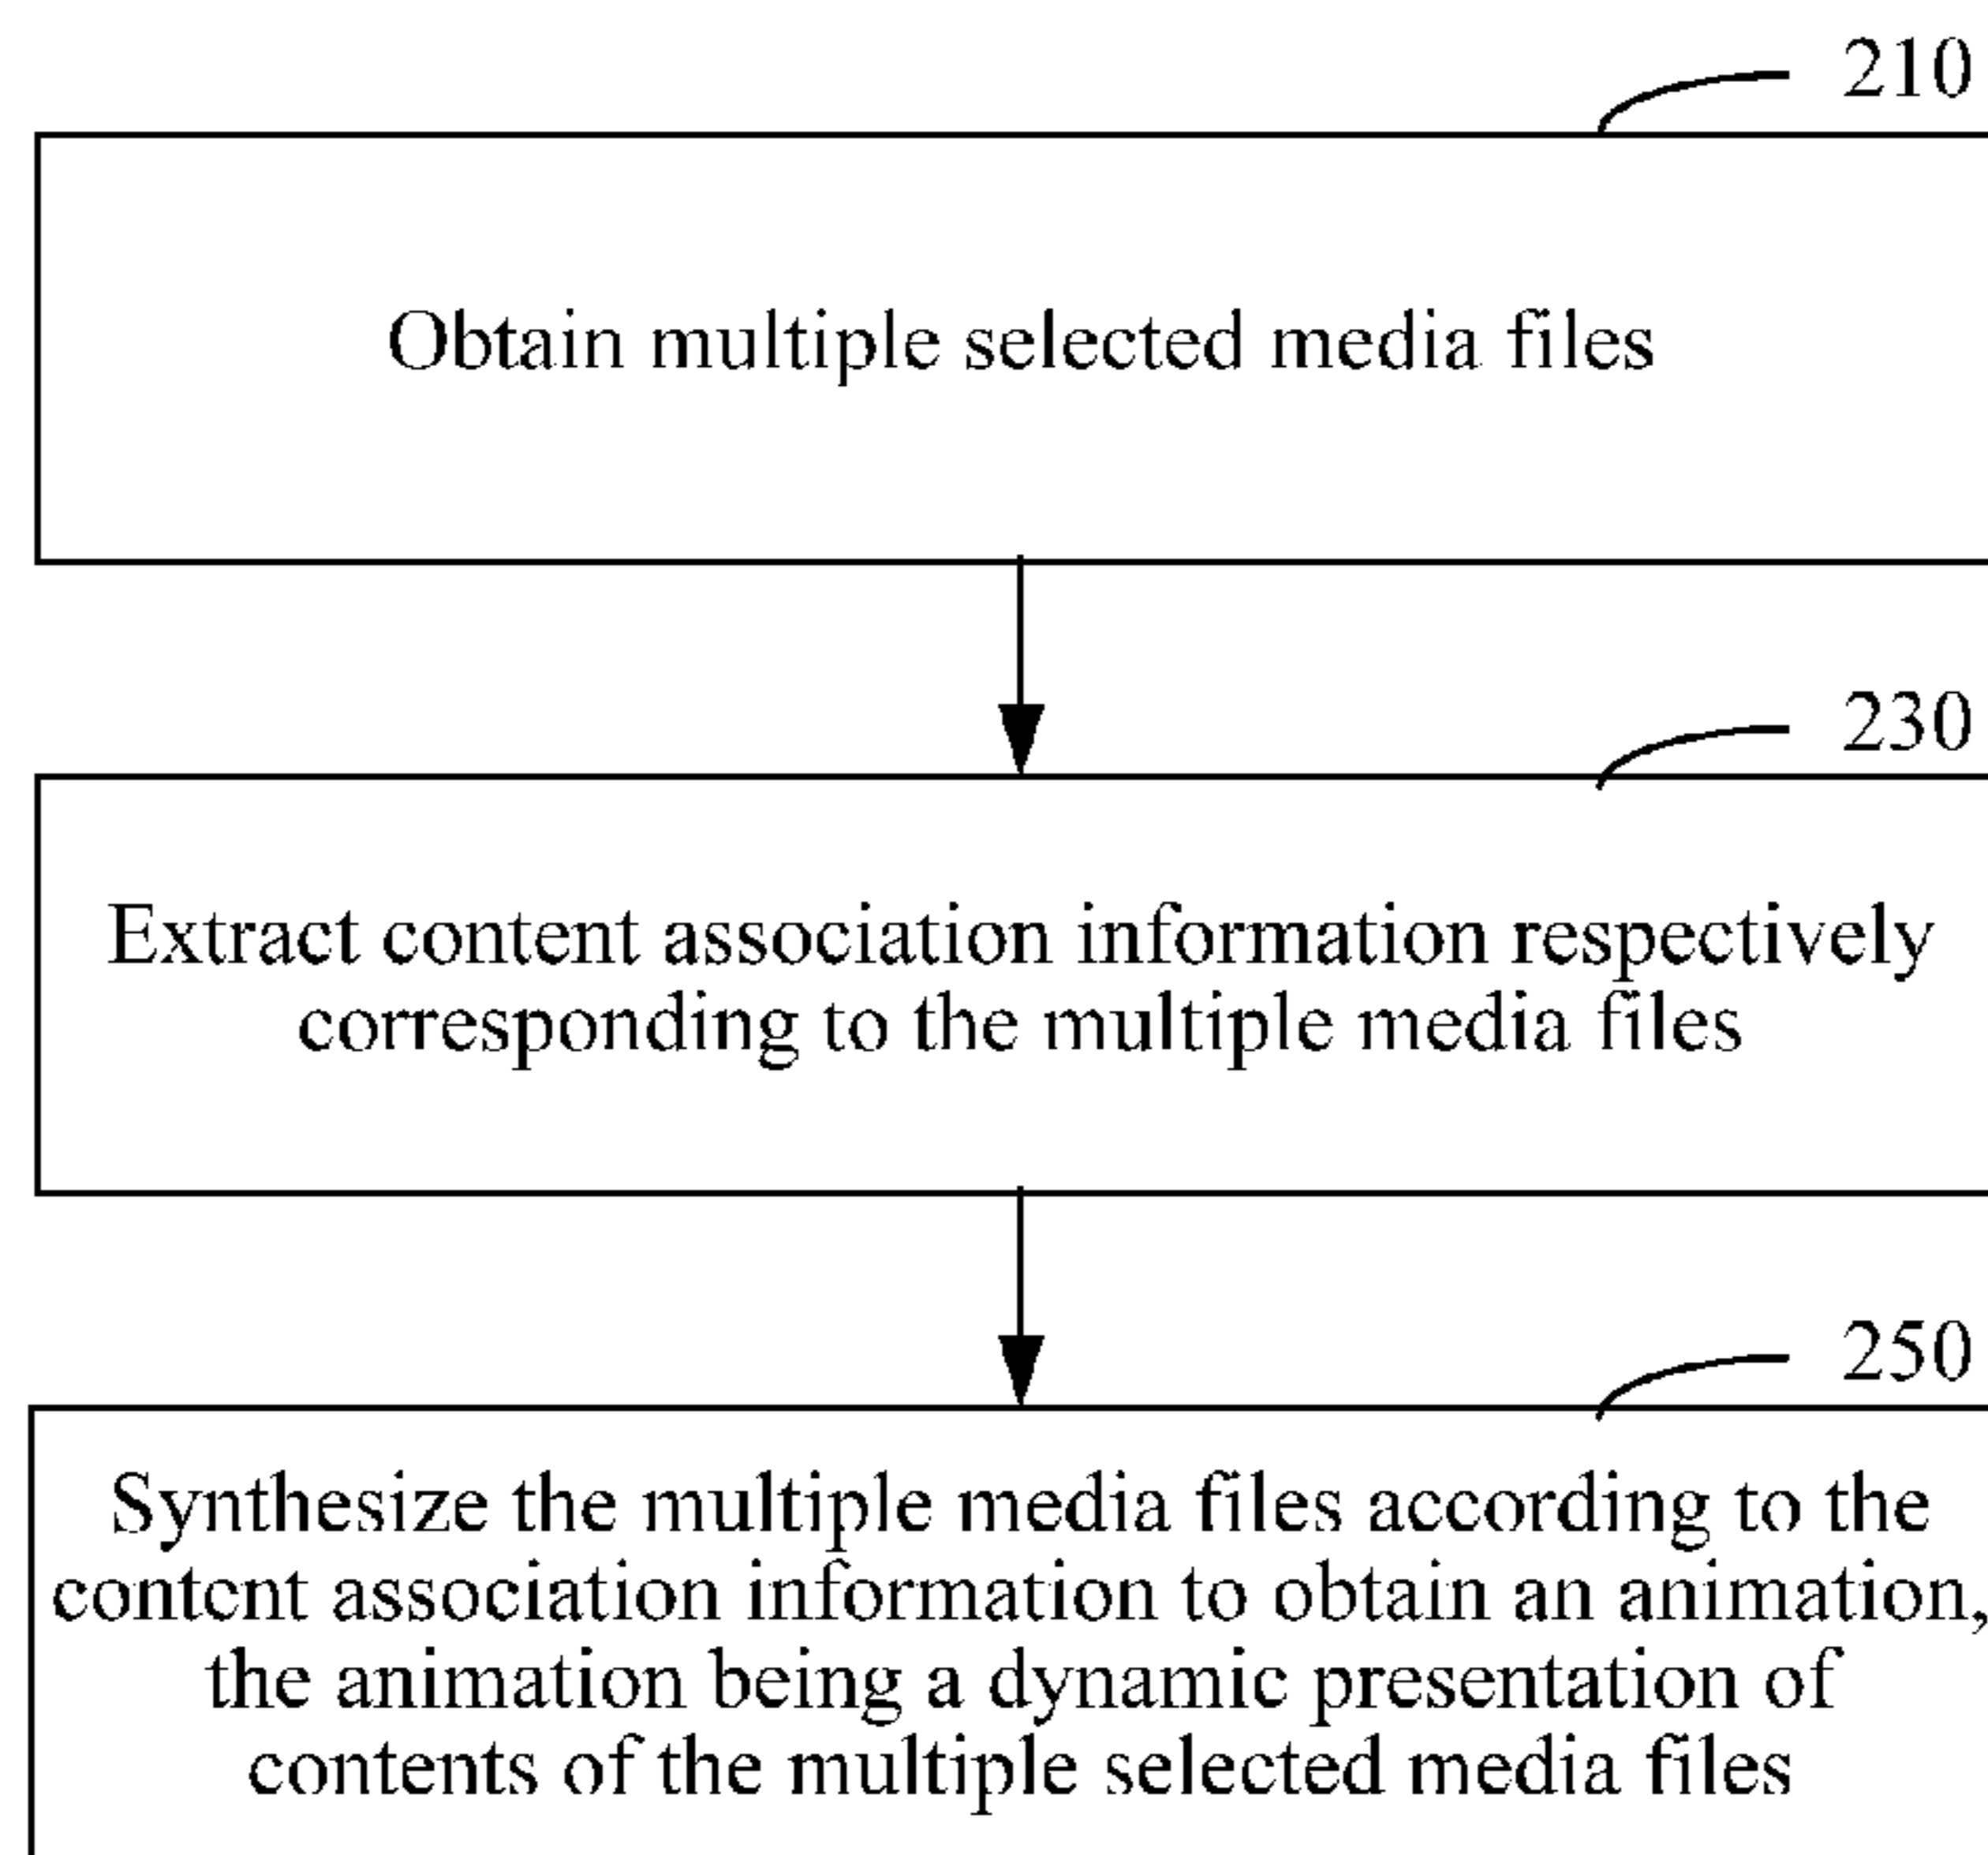 210
Obtain multiple selected media files
230
Extract content association information respectively
corresponding to the multiple media files
250
Synthesize the multiple media files according to the
content association information to obtain an animation,
the animation being a dynamic presentation of
contents of the multiple selected media files